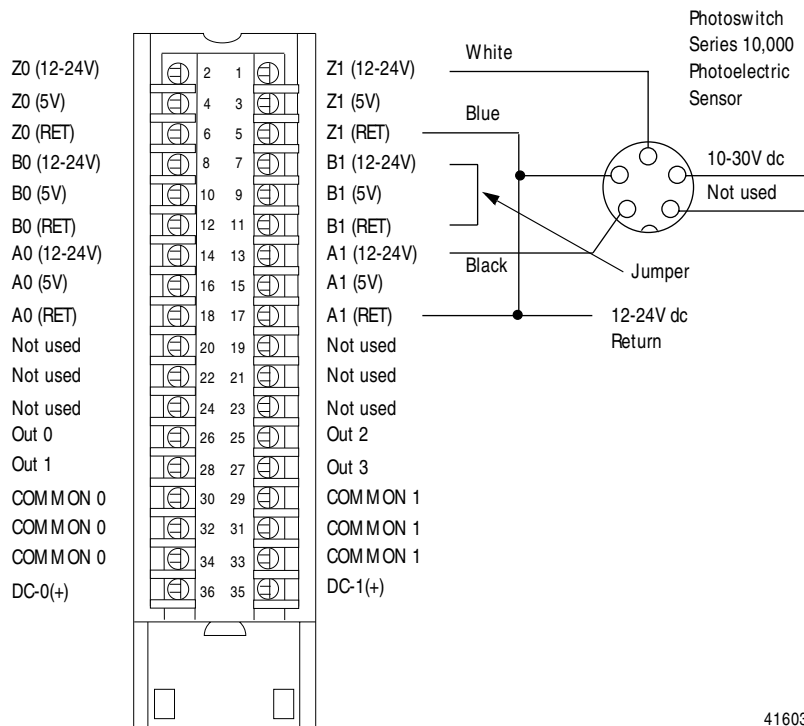 Photoswitch
Series 10,000
Photoelectric
Sensor
White
Z0 (12-24V) 2 1 Z1 (12-24V)
Z0 (5V) 4 3 Z1 (5V)
Blue
Z0 (RET) 6 5 Z1 (RET)
B0 (12-24V) 8 7 B1 (12-24V)
10-30V dc
B0 (5V) 10 9 B1 (5V)
Not used
B0 (RET) 12 11 B1 (RET)
A0 (12-24V) 14 13 A1 (12-24V)
Black
Jumper
A0 (5V) 16 15 A1 (5V)
A0 (RET) 18 17 A1 (RET)
12-24V dc
Return
Not used 20 19 Not used
Not used 22 21 Not used
Not used 24 23 Not used
Out 0 26 25 Out 2
Out 1 28 27 Out 3
COMMON 0 30 29 COMMON 1
COMMON 0 32 31 COMMON 1
COMMON 0 34 33 COMMON 1
DC-0(+) 36 35 DC-1(+)
41603